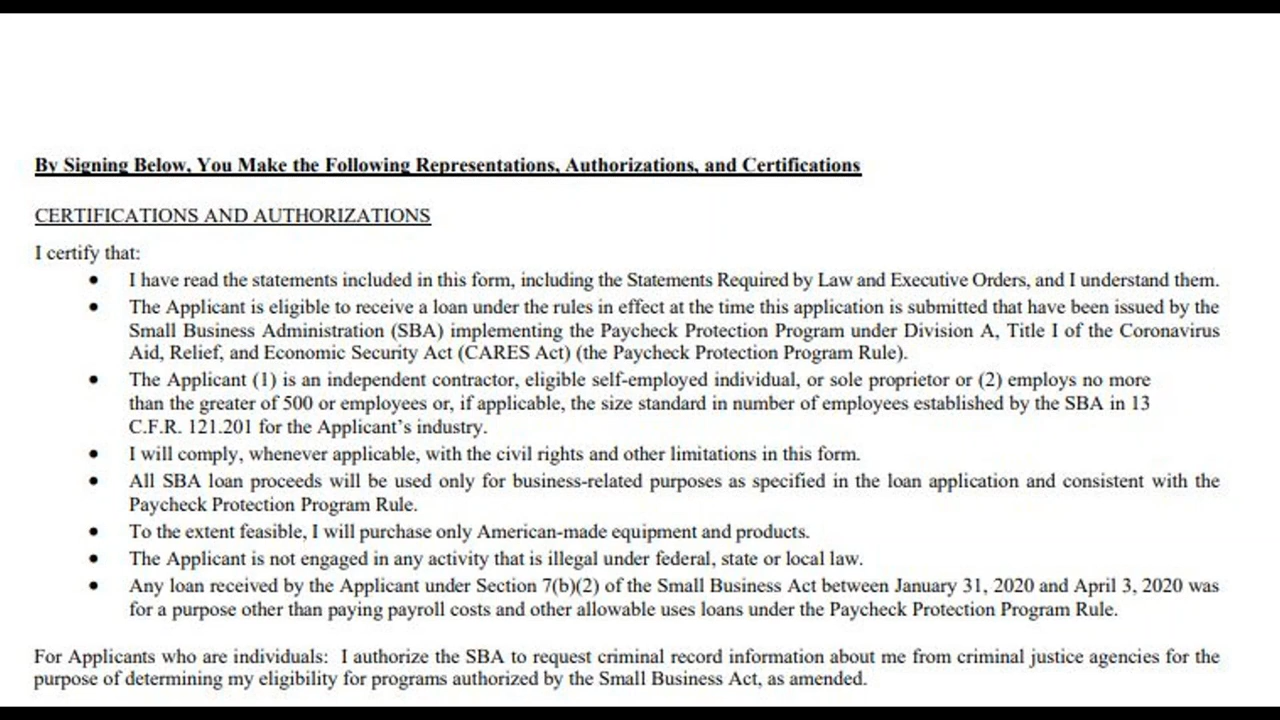 By Signing Below, You Make the Following Representations, Authorizations, and Certifications
CERTIFICATIONS AND AUTHORIZATIONS
I certify that:
• I have read the statements included in this form, including the Statements Required by Law and Executive Orders, and I understand them.
• The Applicant is eligible to receive a loan under the rules in effect at the time this application is submitted that have been issued by the
Small Business Administration (SBA) implementing the Paycheck Protection Program under Division A, Title I of the Coronavirus
Aid, Relief, and Economic Security Act (CARES Act) (the Paycheck Protection Program Rule).
• The Applicant (1) is an independent contractor, eligible self-employed individual, or sole proprietor or (2) employs no more
than the greater of 500 or employees or, if applicable, the size standard in number of employees established by the SBA in 13
C.F.R. 121.201 for the Applicant's industry.
• I will comply, whenever applicable, with the civil rights and other limitations in this form.
• All SBA loan proceeds will be used only for business-related purposes as specified in the loan application and consistent with the
Paycheck Protection Program Rule.
• To the extent feasible, I will purchase only American-made equipment and products.
• The Applicant is not engaged in any activity that is illegal under federal, state or local law.
• Any loan received by the Applicant under Section 7(b)(2) of the Small Business Act between January 31, 2020 and April 3, 2020 was
for a purpose other than paying payroll costs and other allowable uses loans under the Paycheck Protection Program Rule.
For Applicants who are individuals: I authorize the SBA to request criminal record information about me from criminal justice agencies for the
purpose of determining my eligibility for programs authorized by the Small Business Act, as amended.